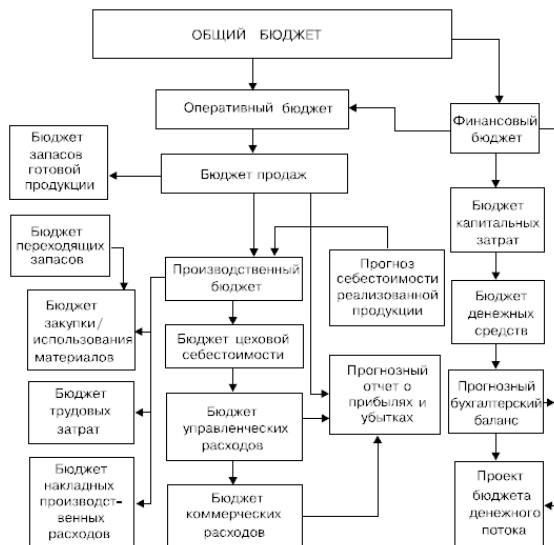 ОБЩИЙ БЮДЖЕТ
Оперативный бюджет
Финансовый
бюджет
Бюджет
запасов
готовой
продукции
Бюджет продаж
Бюджет
капитальных
затрат
Бюджет
переходящих
запасов
Производственный
бюджет
Прогноз
себестоимости
реализованной
продукции
Бюджет
закупки/
использования
материалов
Бюджет
денежных
средств
Бюджет цеховой
себестоимости
Прогнозный
отчет о
прибылях и
убытках
Прогнозный
бухгалтерский
баланс
Бюджет
трудовых
затрат
Бюджет
управленческих
расходов
Бюджет
накладных
производст-
венных
расходов
Бюджет
коммерческих
расходов
Проект
бюджета
денежного
потока